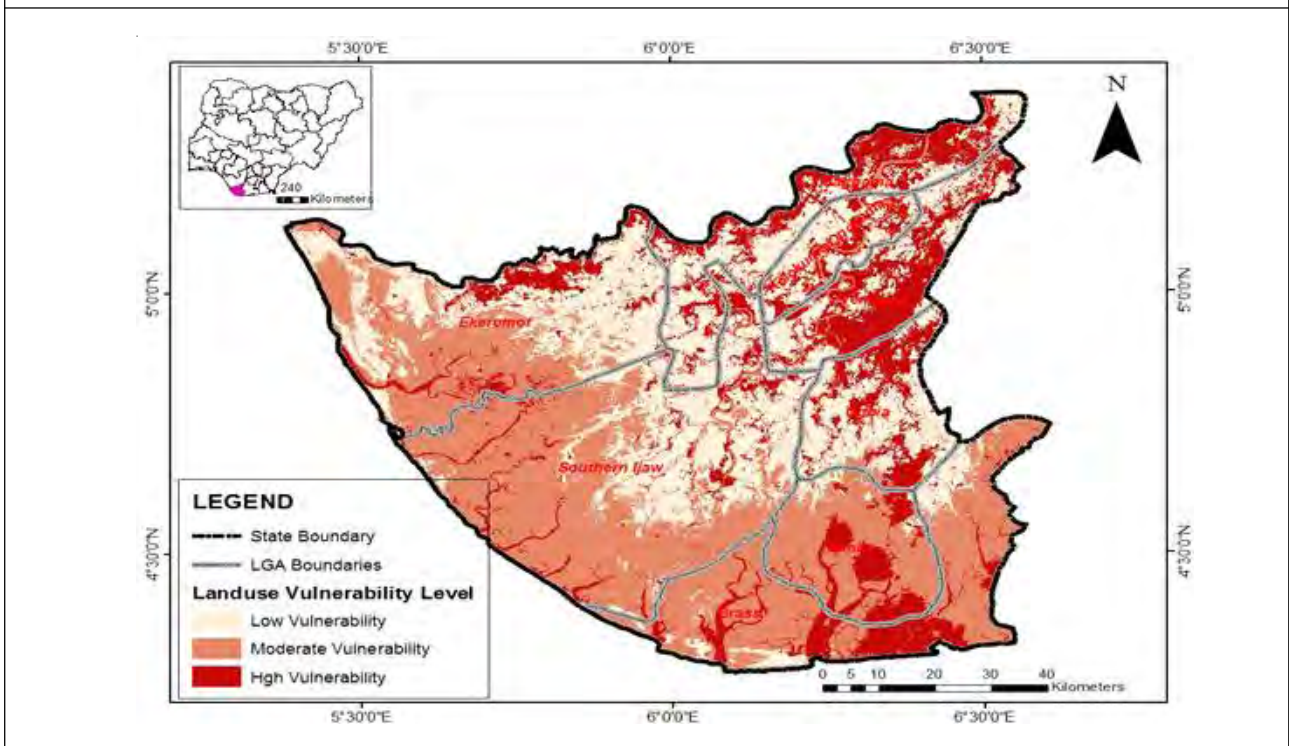 5°30'0"E 6°0'0"E 6°30'0"E
N
240
Kilometers
5°0'0"N 5°0'0"N
Ekeremor
Southern Ijaw
4°30'0"N 4°30'0"N
LEGEND
State Boundary
LGA Boundaries
Landuse Vulnerability Level
Low Vulnerability
Moderate Vulnerability
Hgh Vulnerability
0 5 10 20 30 40
Kilometers
5°30'0"E 6°0'0"E 6°30'0"E